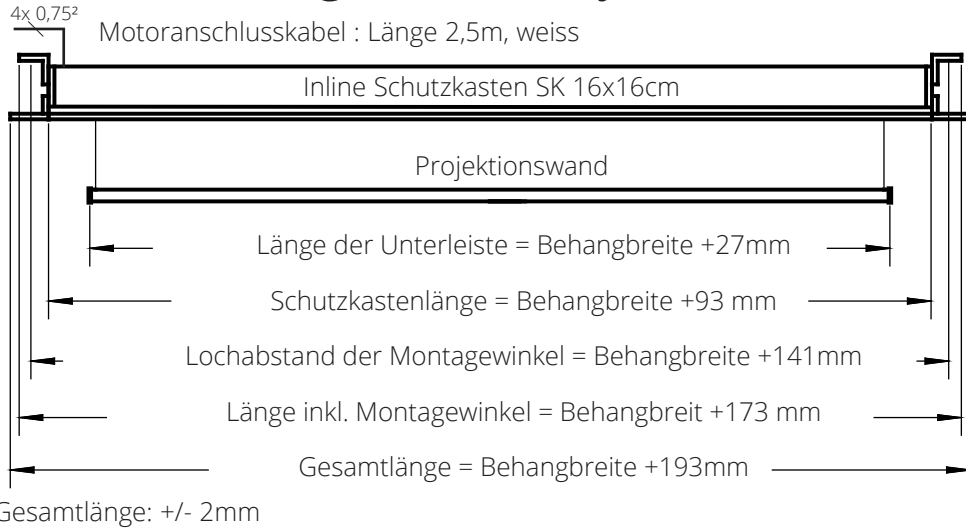 4x 0,75²
Motoranschlusskabel : Länge 2,5m, weiss
Inline Schutzkasten SK 16x16cm
Projektionswand
Länge der Unterleiste = Behangbreite +27mm
Schutzkastenlänge = Behangbreite +93 mm
Lochabstand der Montagewinkel = Behangbreite +141mm
Länge inkl. Montagewinkel = Behangbreit +173 mm
Gesamtlänge = Behangbreite +193mm
Gesamtlänge: +/- 2mm